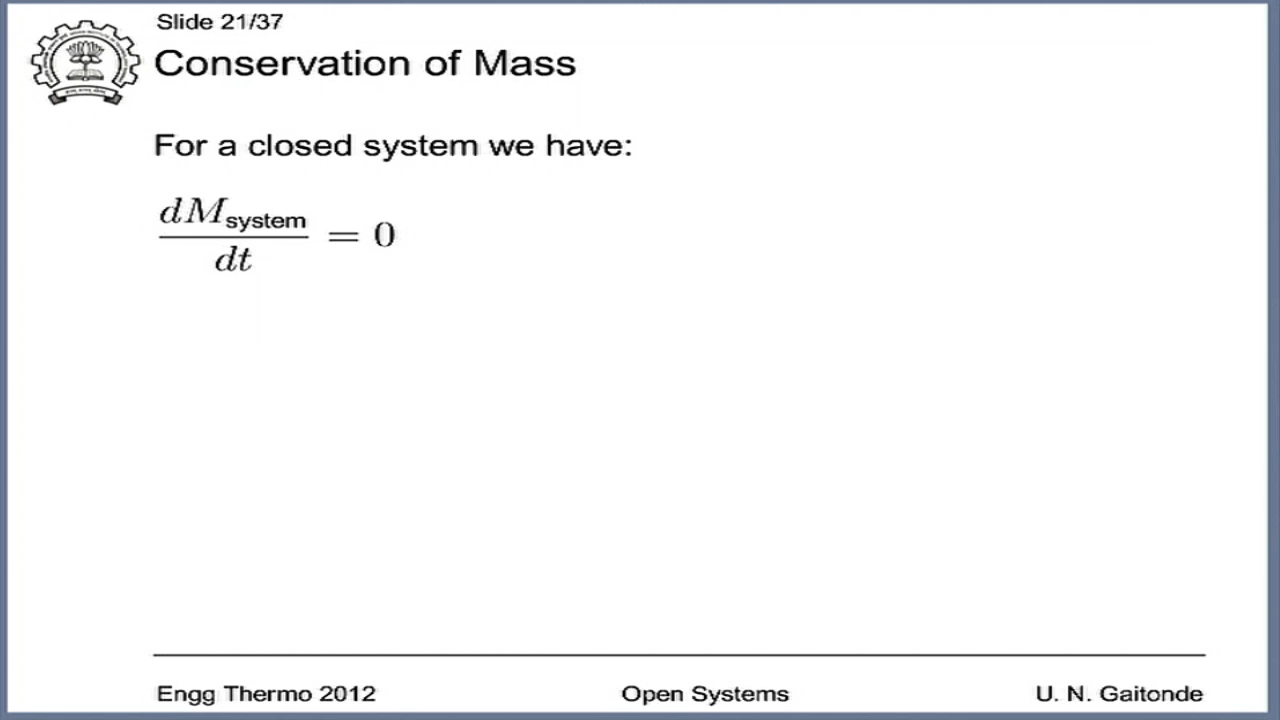 Slide 21/37
Conservation of Mass
For a closed system we have:
dM_system/dt = 0
Engg Thermo 2012 Open Systems U. N. Gaitonde